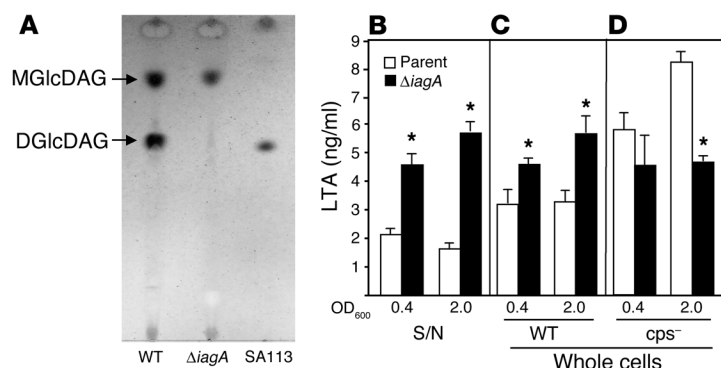 A
MGlcDAG
DGlcDAG
WT ΔiagA SA113
B C D
Parent
ΔiagA
LTA (ng/ml)
9
8
7
6
5
4
3
2
1
* * * * *
OD600 0.4 2.0 0.4 2.0 0.4 2.0
S/N WT cps⁻
Whole cells